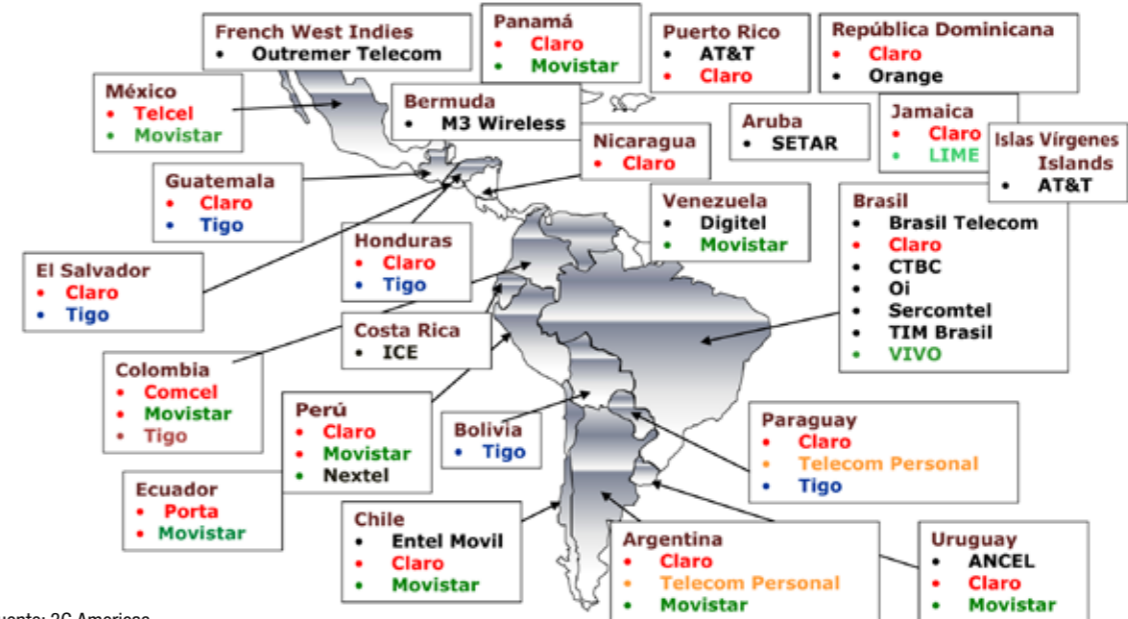 French West Indies
• Outremer Telecom
Panamá
• Claro
• Movistar
Puerto Rico
• AT&T
• Claro
República Dominicana
• Claro
• Orange
México
• Telcel
• Movistar
Bermuda
• M3 Wireless
Nicaragua
• Claro
Aruba
• SETAR
Jamaica
• Claro
• LIME
Islas Vírgenes
Islands
• AT&T
Guatemala
• Claro
• Tigo
Honduras
• Claro
• Tigo
Venezuela
• Digitel
• Movistar
Brasil
• Brasil Telecom
• Claro
• CTBC
• Oi
• Sercomtel
• TIM Brasil
• VIVO
El Salvador
• Claro
• Tigo
Costa Rica
• ICE
Colombia
• Comcel
• Movistar
• Tigo
Perú
• Claro
• Movistar
• Nextel
Bolivia
• Tigo
Paraguay
• Claro
• Telecom Personal
• Tigo
Ecuador
• Porta
• Movistar
Chile
• Entel Movil
• Claro
• Movistar
Argentina
• Claro
• Telecom Personal
• Movistar
Uruguay
• ANCEL
• Claro
• Movistar